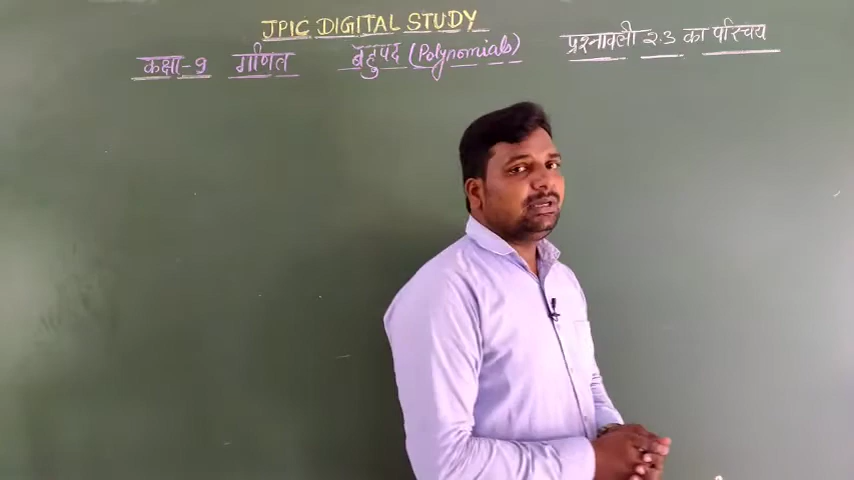 JPIC DIGITAL STUDY
कक्षा-9 गणित बहुपद (Polynomials) प्रश्नावली 2.3 का परिचय